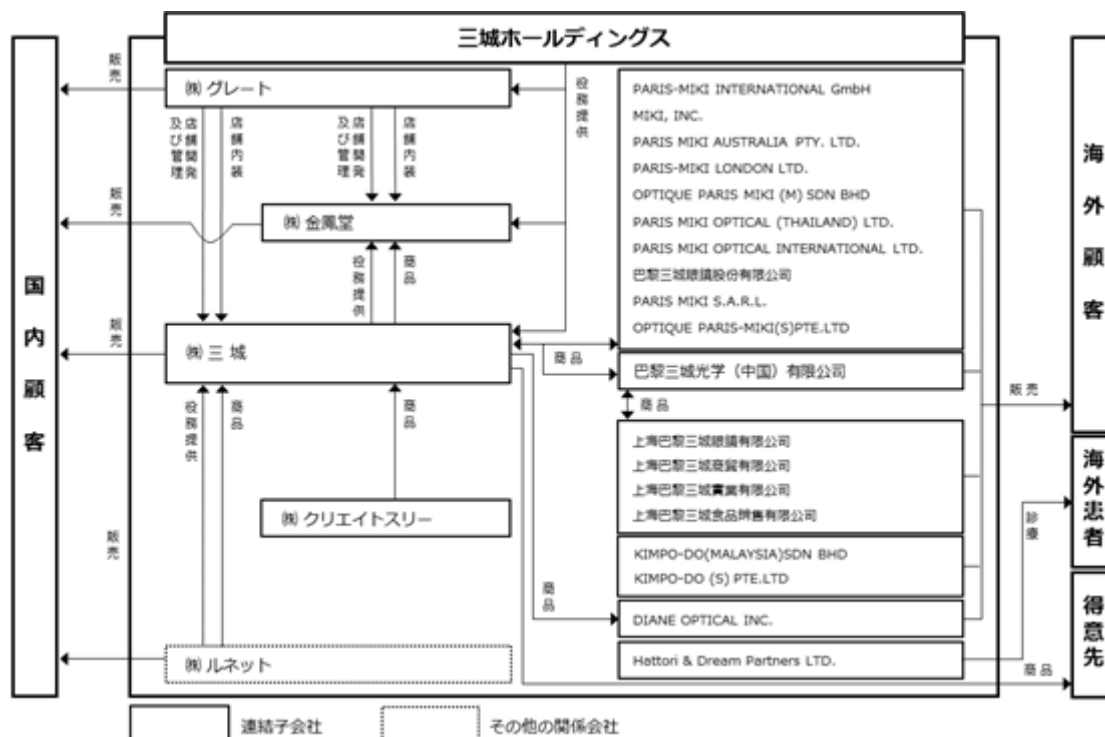 三城ホールディングス
国内顧客
販売
㈱ グレート
役務提供
店舗開発及び管理
店舗内装
店舗開発及び管理
店舗内装
販売
㈱ 金鳳堂
役務提供
商品
販売
㈱ 三 城
商品
役務提供
商品
商品
㈱ クリエイトスリー
販売
商品
㈱ ルネット
PARIS-MIKI INTERNATIONAL GmbH
MIKI, INC.
PARIS MIKI AUSTRALIA PTY. LTD.
PARIS-MIKI LONDON LTD.
OPTIQUE PARIS MIKI (M) SDN BHD
PARIS MIKI OPTICAL (THAILAND) LTD.
PARIS MIKI OPTICAL INTERNATIONAL LTD.
巴黎三城眼鏡股份有限公司
PARIS MIKI S.A.R.L.
OPTIQUE PARIS-MIKI(S)PTE.LTD
巴黎三城光学（中国）有限公司
商品
上海巴黎三城眼鏡有限公司
上海巴黎三城商貿有限公司
上海巴黎三城實業有限公司
上海巴黎三城食品銷售有限公司
KIMPO-DO(MALAYSIA)SDN BHD
KIMPO-DO (S) PTE.LTD
DIANE OPTICAL INC.
Hattori & Dream Partners LTD.
海外顧客
販売
海外患者
診療
得意先
商品
連結子会社
その他の関係会社